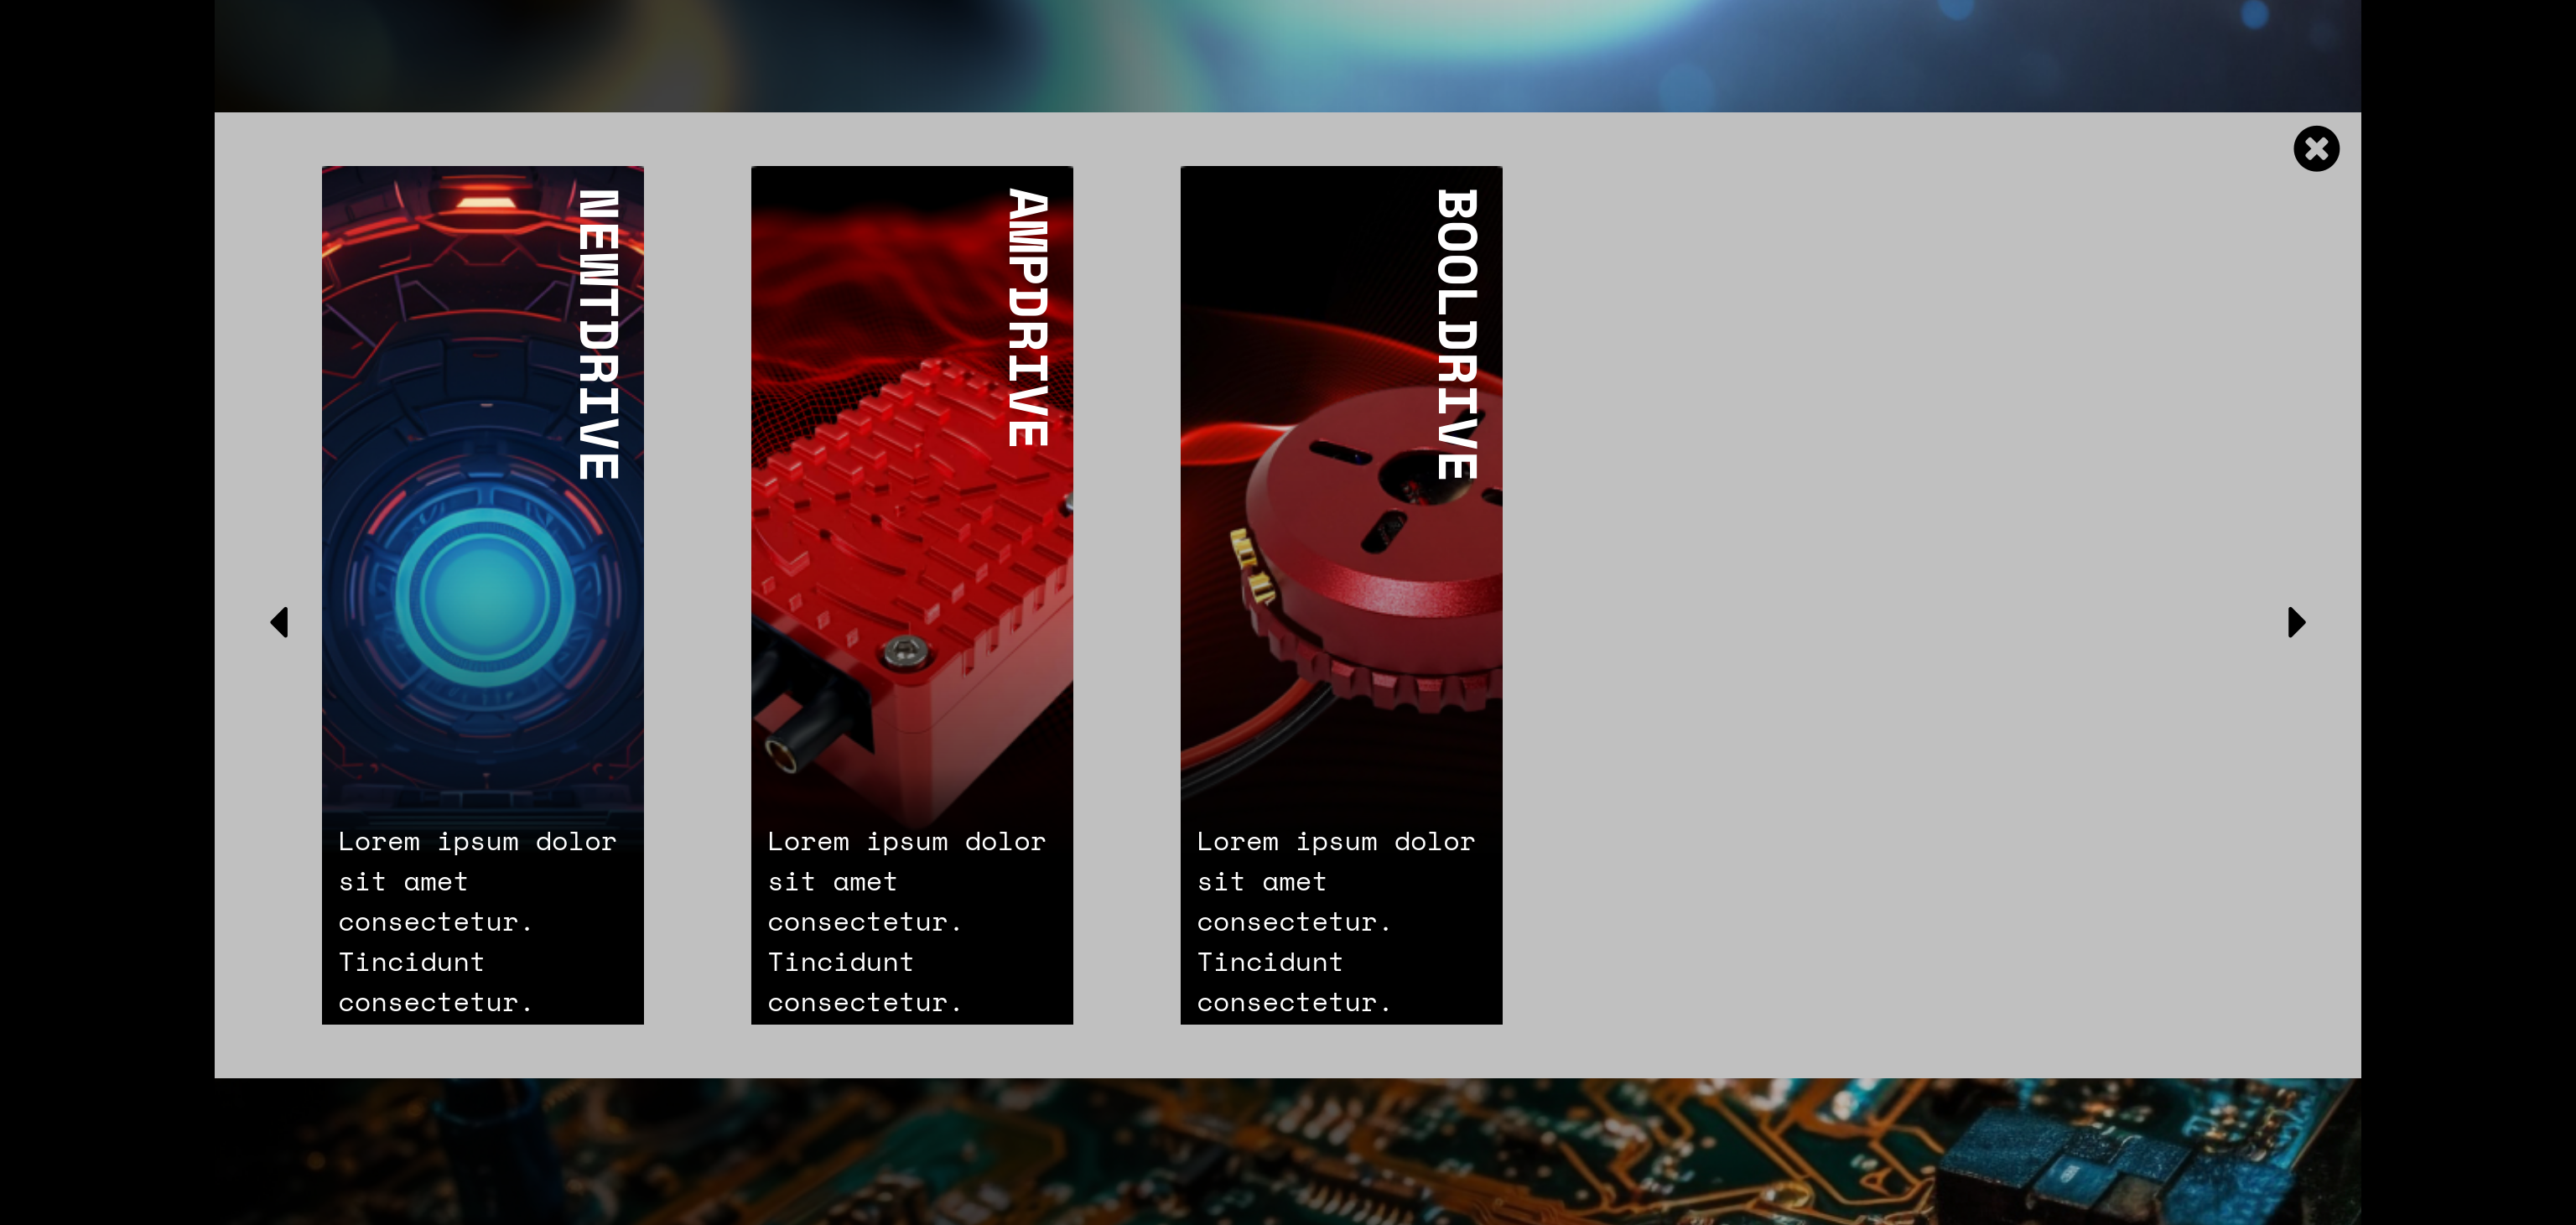 NEWTDRIVE
Lorem ipsum dolor
sit amet
consectetur.
Tincidunt
consectetur.
AMPDRIVE
Lorem ipsum dolor
sit amet
consectetur.
Tincidunt
consectetur.
BOOLDRIVE
Lorem ipsum dolor
sit amet
consectetur.
Tincidunt
consectetur.